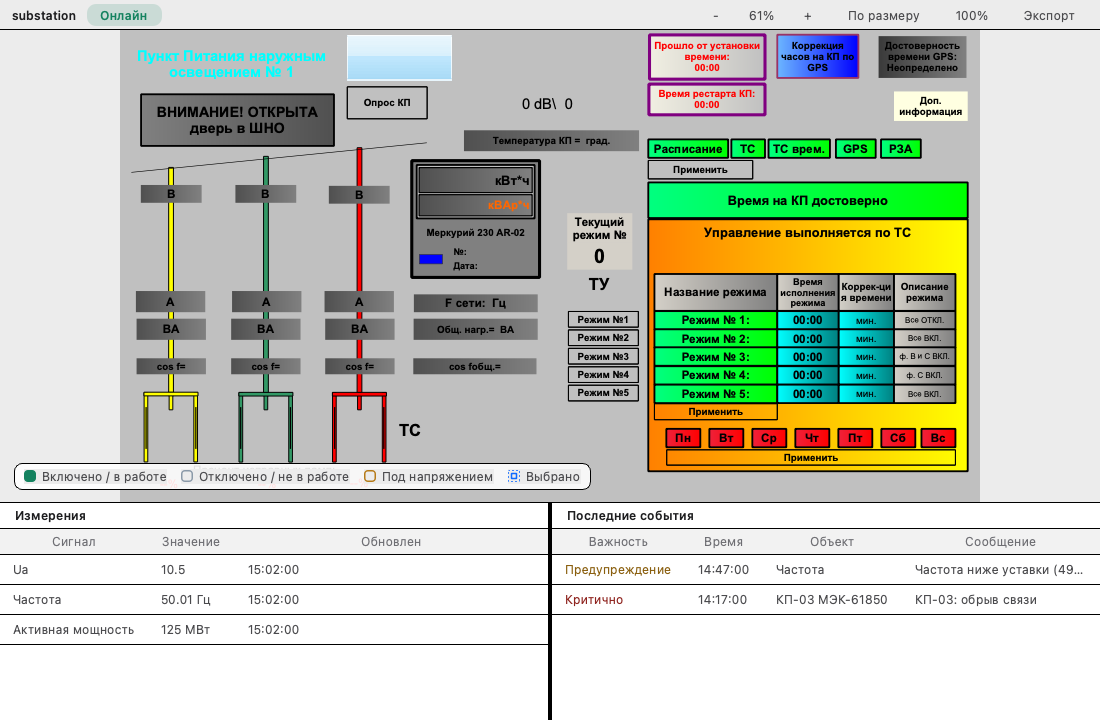 substation Онлайн - 61% + По размеру 100% Экспорт
Пункт Питания наружным
освещением № 1
ВНИМАНИЕ! ОТКРЫТА
дверь в ШНО
Опрос КП
0 dB\ 0
Температура КП = град.
Прошло от установки
времени:
00:00
Время рестарта КП:
00:00
Коррекция
часов на КП по
GPS
Достоверность
времени GPS:
Неопределено
Доп.
информация
Расписание ТС ТС врем. GPS РЗА
Применить
В В В
кВт*ч
кВАр*ч
Меркурий 230 AR-02
№:
Дата:
Текущий
режим №
0
ТУ
А А А
F сети: Гц
ВА ВА ВА
Общ. нагр.= ВА
cos f= cos f= cos f=
cos fобщ.=
ТС
Режим №1
Режим №2
Режим №3
Режим №4
Режим №5
Время на КП достоверно
Управление выполняется по ТС
Название режима
Время
исполнения
режима
Коррек-ци
я времени
Описание
режима
Режим № 1: 00:00 мин. Все ОТКЛ.
Режим № 2: 00:00 мин. Все ВКЛ.
Режим № 3: 00:00 мин. ф. В и С ВКЛ.
Режим № 4: 00:00 мин. ф. С ВКЛ.
Режим № 5: 00:00 мин. Все ВКЛ.
Применить
Пн Вт Ср Чт Пт Сб Вс
Применить
Включено / в работе Отключено / не в работе Под напряжением Выбрано
Измерения
Сигнал Значение Обновлен
Ua 10.5 15:02:00
Частота 50.01 Гц 15:02:00
Активная мощность 125 МВт 15:02:00
Последние события
Важность Время Объект Сообщение
Предупреждение 14:47:00 Частота Частота ниже уставки (49...
Критично 14:17:00 КП-03 МЭК-61850 КП-03: обрыв связи